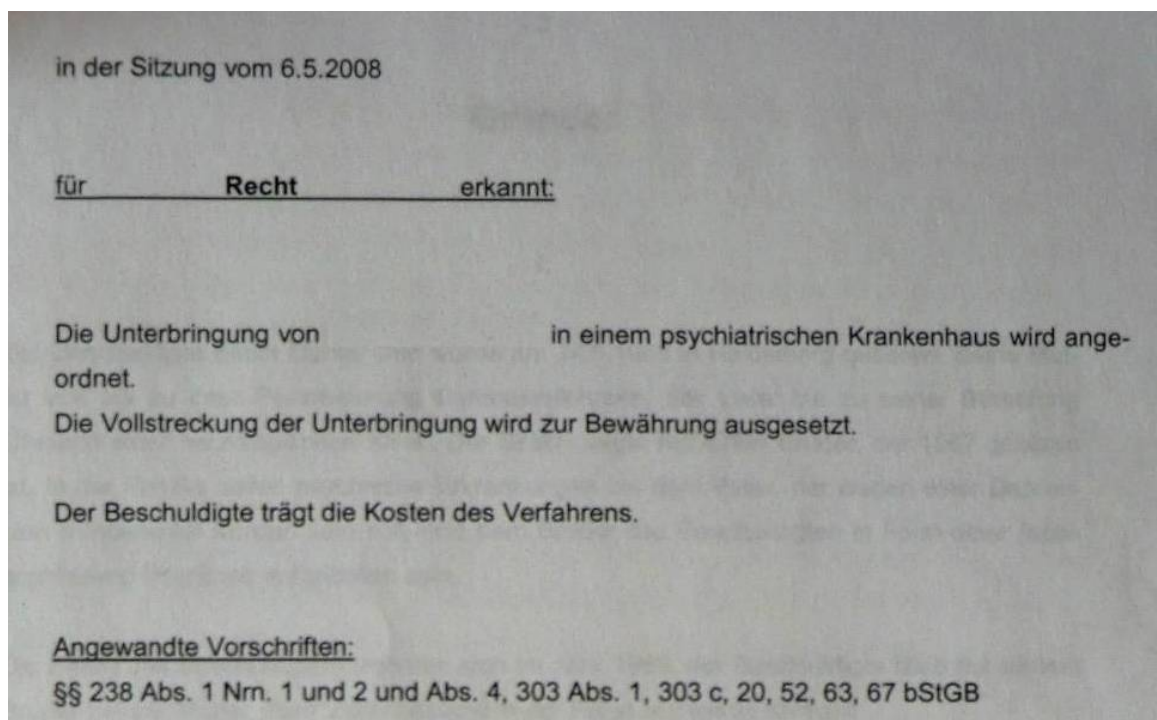 in der Sitzung vom 6.5.2008
für Recht erkannt:
Die Unterbringung von in einem psychiatrischen Krankenhaus wird ange-
ordnet.
Die Vollstreckung der Unterbringung wird zur Bewährung ausgesetzt.
Der Beschuldigte trägt die Kosten des Verfahrens.
Angewandte Vorschriften:
§§ 238 Abs. 1 Nrn. 1 und 2 und Abs. 4, 303 Abs. 1, 303 c, 20, 52, 63, 67 bStGB